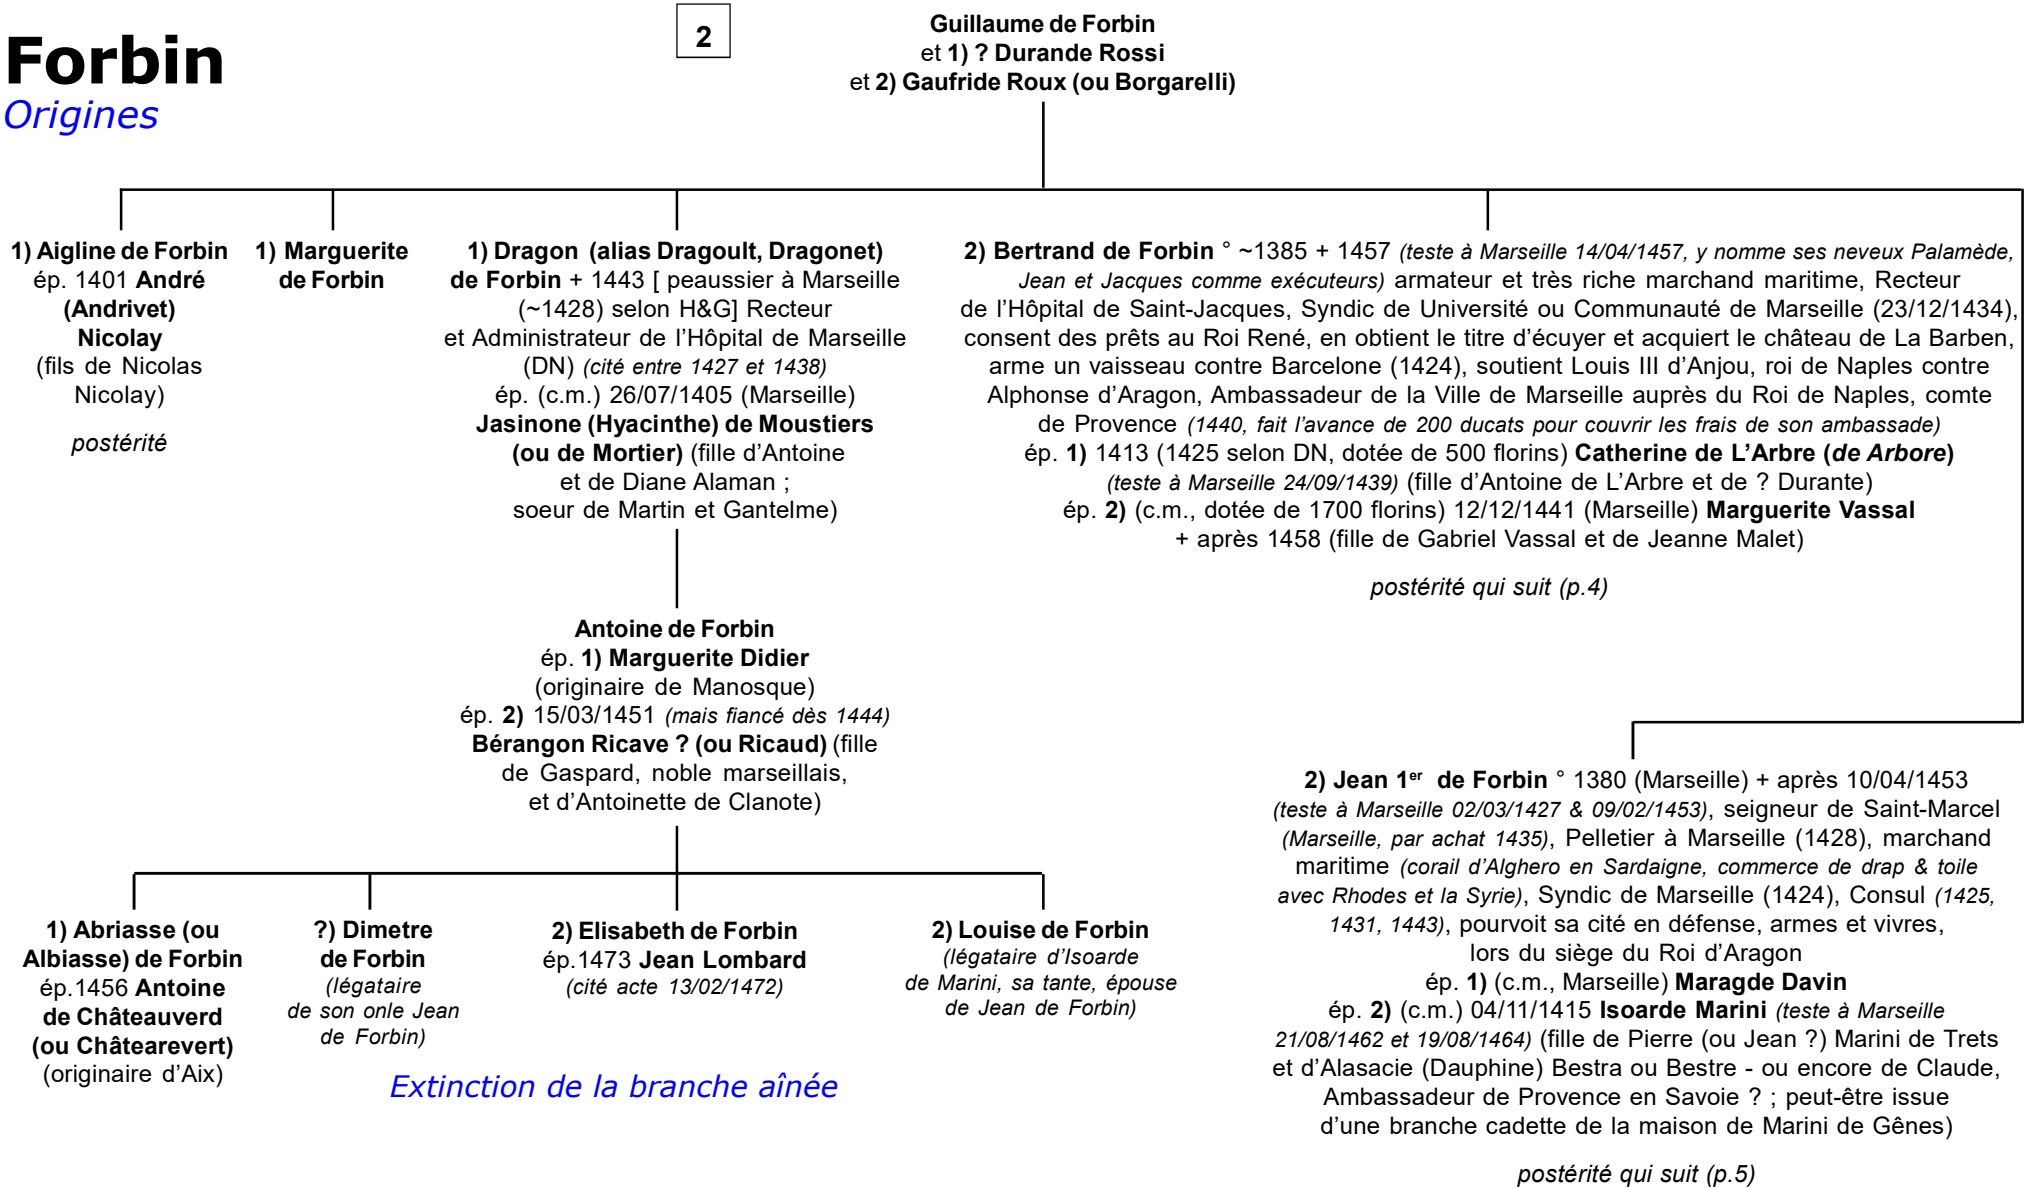 Forbin
Origines
2
Guillaume de Forbin
et 1) ? Durande Rossi
et 2) Gaufride Roux (ou Borgarelli)
1) Aigline de Forbin
ép. 1401 André
(Andrivet)
Nicolay
(fils de Nicolas
Nicolay)
postérité
1) Marguerite
de Forbin
1) Dragon (alias Dragoult, Dragonet)
de Forbin + 1443 [ peaussier à Marseille
(~1428) selon H&G] Recteur
et Administrateur de l'Hôpital de Marseille
(DN) (cité entre 1427 et 1438)
ép. (c.m.) 26/07/1405 (Marseille)
Jasinone (Hyacinthe) de Moustiers
(ou de Mortier) (fille d'Antoine
et de Diane Alaman ;
soeur de Martin et Gantelme)
2) Bertrand de Forbin ° ~1385 + 1457 (teste à Marseille 14/04/1457, y nomme ses neveux Palamède,
Jean et Jacques comme exécuteurs) armateur et très riche marchand maritime, Recteur
de l'Hôpital de Saint-Jacques, Syndic de Université ou Communauté de Marseille (23/12/1434),
consent des prêts au Roi René, en obtient le titre d'écuyer et acquiert le château de La Barben,
arme un vaisseau contre Barcelone (1424), soutient Louis III d'Anjou, roi de Naples contre
Alphonse d'Aragon, Ambassadeur de la Ville de Marseille auprès du Roi de Naples, comte
de Provence (1440, fait l'avance de 200 ducats pour couvrir les frais de son ambassade)
ép. 1) 1413 (1425 selon DN, dotée de 500 florins) Catherine de L'Arbre (de Arbore)
(teste à Marseille 24/09/1439) (fille d'Antoine de L'Arbre et de ? Durante)
ép. 2) (c.m., dotée de 1700 florins) 12/12/1441 (Marseille) Marguerite Vassal
+ après 1458 (fille de Gabriel Vassal et de Jeanne Malet)
postérité qui suit (p.4)
Antoine de Forbin
ép. 1) Marguerite Didier
(originaire de Manosque)
ép. 2) 15/03/1451 (mais fiancé dès 1444)
Bérangon Ricave ? (ou Ricaud) (fille
de Gaspard, noble marseillais,
et d'Antoinette de Clanote)
2) Jean 1er de Forbin ° 1380 (Marseille) + après 10/04/1453
(teste à Marseille 02/03/1427 & 09/02/1453), seigneur de Saint-Marcel
(Marseille, par achat 1435), Pelletier à Marseille (1428), marchand
maritime (corail d'Alghero en Sardaigne, commerce de drap & toile
avec Rhodes et la Syrie), Syndic de Marseille (1424), Consul (1425,
1431, 1443), pourvoit sa cité en défense, armes et vivres,
lors du siège du Roi d'Aragon
ép. 1) (c.m., Marseille) Maragde Davin
ép. 2) (c.m.) 04/11/1415 Isoarde Marini (teste à Marseille
21/08/1462 et 19/08/1464) (fille de Pierre (ou Jean ?) Marini de Trets
et d'Alasacie (Dauphine) Bestra ou Bestre - ou encore de Claude,
Ambassadeur de Provence en Savoie ? ; peut-être issue
d'une branche cadette de la maison de Marini de Gênes)
postérité qui suit (p.5)
1) Abriasse (ou
Albiasse) de Forbin
ép.1456 Antoine
de Châteauverd
(ou Châtearevert)
(originaire d'Aix)
?) Dimetre
de Forbin
(légataire
de son onle Jean
de Forbin)
2) Elisabeth de Forbin
ép.1473 Jean Lombard
(cité acte 13/02/1472)
2) Louise de Forbin
(légataire d'Isoarde
de Marini, sa tante, épouse
de Jean de Forbin)
Extinction de la branche aînée